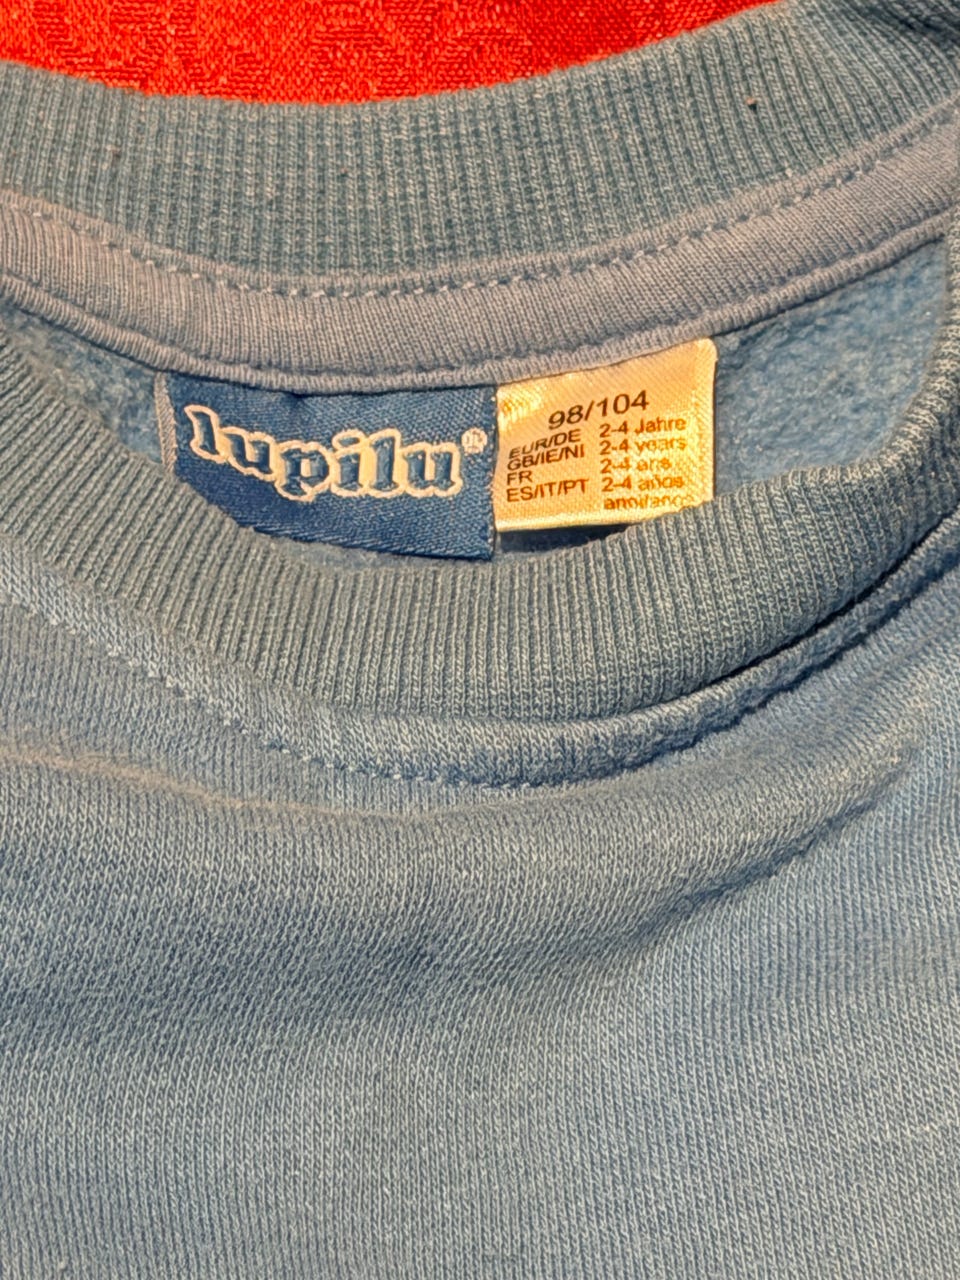 lupilu®
98/104
EUR/DE 2-4 Jahre
GB/IE/NI 2-4 years
FR 2-4 ans
ES/IT/PT 2-4 años